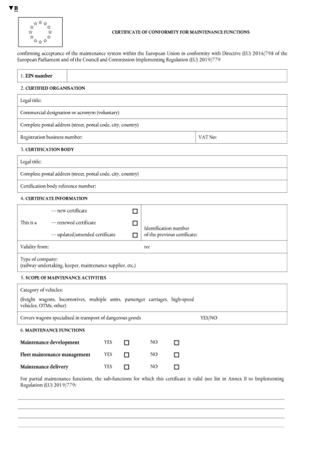 ▼B
CERTIFICATE OF CONFORMITY FOR MAINTENANCE FUNCTIONS
confirming acceptance of the maintenance system within the European Union in conformity with Directive (EU) 2016/798 of the
European Parliament and of the Council and Commission Implementing Regulation (EU) 2019/779
1. EIN number
2. CERTIFIED ORGANISATION
Legal title:
Commercial designation or acronym (voluntary)
Complete postal address (street, postal code, city, country)
Registration business number: VAT No:
3. CERTIFICATION BODY
Legal title:
Complete postal address (street, postal code, city, country)
Certification body reference number:
4. CERTIFICATE INFORMATION
This is a
— new certificate
— renewed certificate
— updated/amended certificate
Identification number
of the previous certificate:
Validity from: to:
Type of company:
(railway undertaking, keeper, maintenance supplier, etc.)
5. SCOPE OF MAINTENANCE ACTIVITIES
Category of vehicles:
(freight wagons, locomotives, multiple units, passenger carriages, high-speed
vehicles, OTMs, other)
Covers wagons specialised in transport of dangerous goods YES/NO
6. MAINTENANCE FUNCTIONS
Maintenance development YES NO
Fleet maintenance management YES NO
Maintenance delivery YES NO
For partial maintenance functions, the sub-functions for which this certificate is valid (see list in Annex II to Implementing
Regulation (EU) 2019/779: